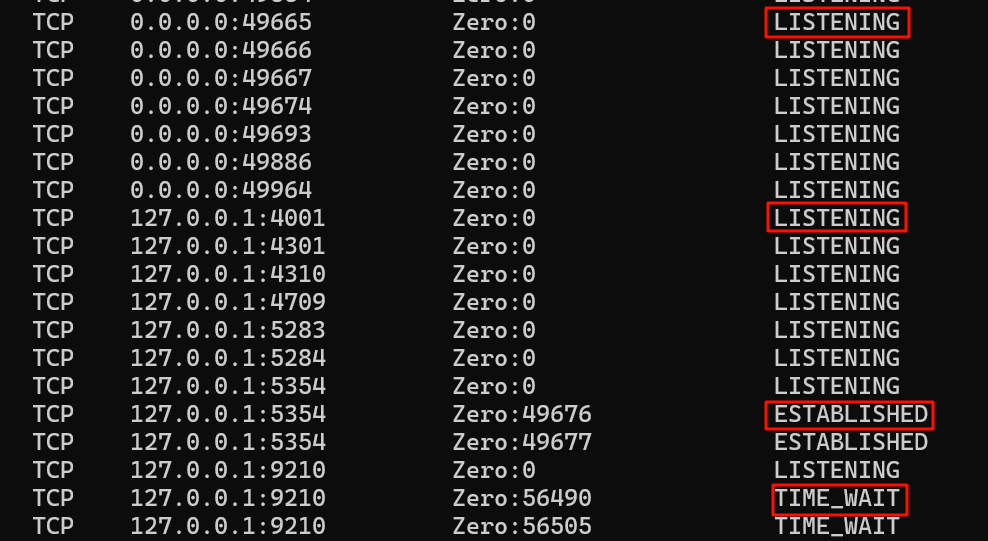 TCP 0.0.0.0:49665 Zero:0 LISTENING
TCP 0.0.0.0:49666 Zero:0 LISTENING
TCP 0.0.0.0:49667 Zero:0 LISTENING
TCP 0.0.0.0:49674 Zero:0 LISTENING
TCP 0.0.0.0:49693 Zero:0 LISTENING
TCP 0.0.0.0:49886 Zero:0 LISTENING
TCP 0.0.0.0:49964 Zero:0 LISTENING
TCP 127.0.0.1:4001 Zero:0 LISTENING
TCP 127.0.0.1:4301 Zero:0 LISTENING
TCP 127.0.0.1:4310 Zero:0 LISTENING
TCP 127.0.0.1:4709 Zero:0 LISTENING
TCP 127.0.0.1:5283 Zero:0 LISTENING
TCP 127.0.0.1:5284 Zero:0 LISTENING
TCP 127.0.0.1:5354 Zero:0 LISTENING
TCP 127.0.0.1:5354 Zero:49676 ESTABLISHED
TCP 127.0.0.1:5354 Zero:49677 ESTABLISHED
TCP 127.0.0.1:9210 Zero:0 LISTENING
TCP 127.0.0.1:9210 Zero:56490 TIME_WAIT
TCP 127.0.0.1:9210 Zero:56505 TIME_WAIT